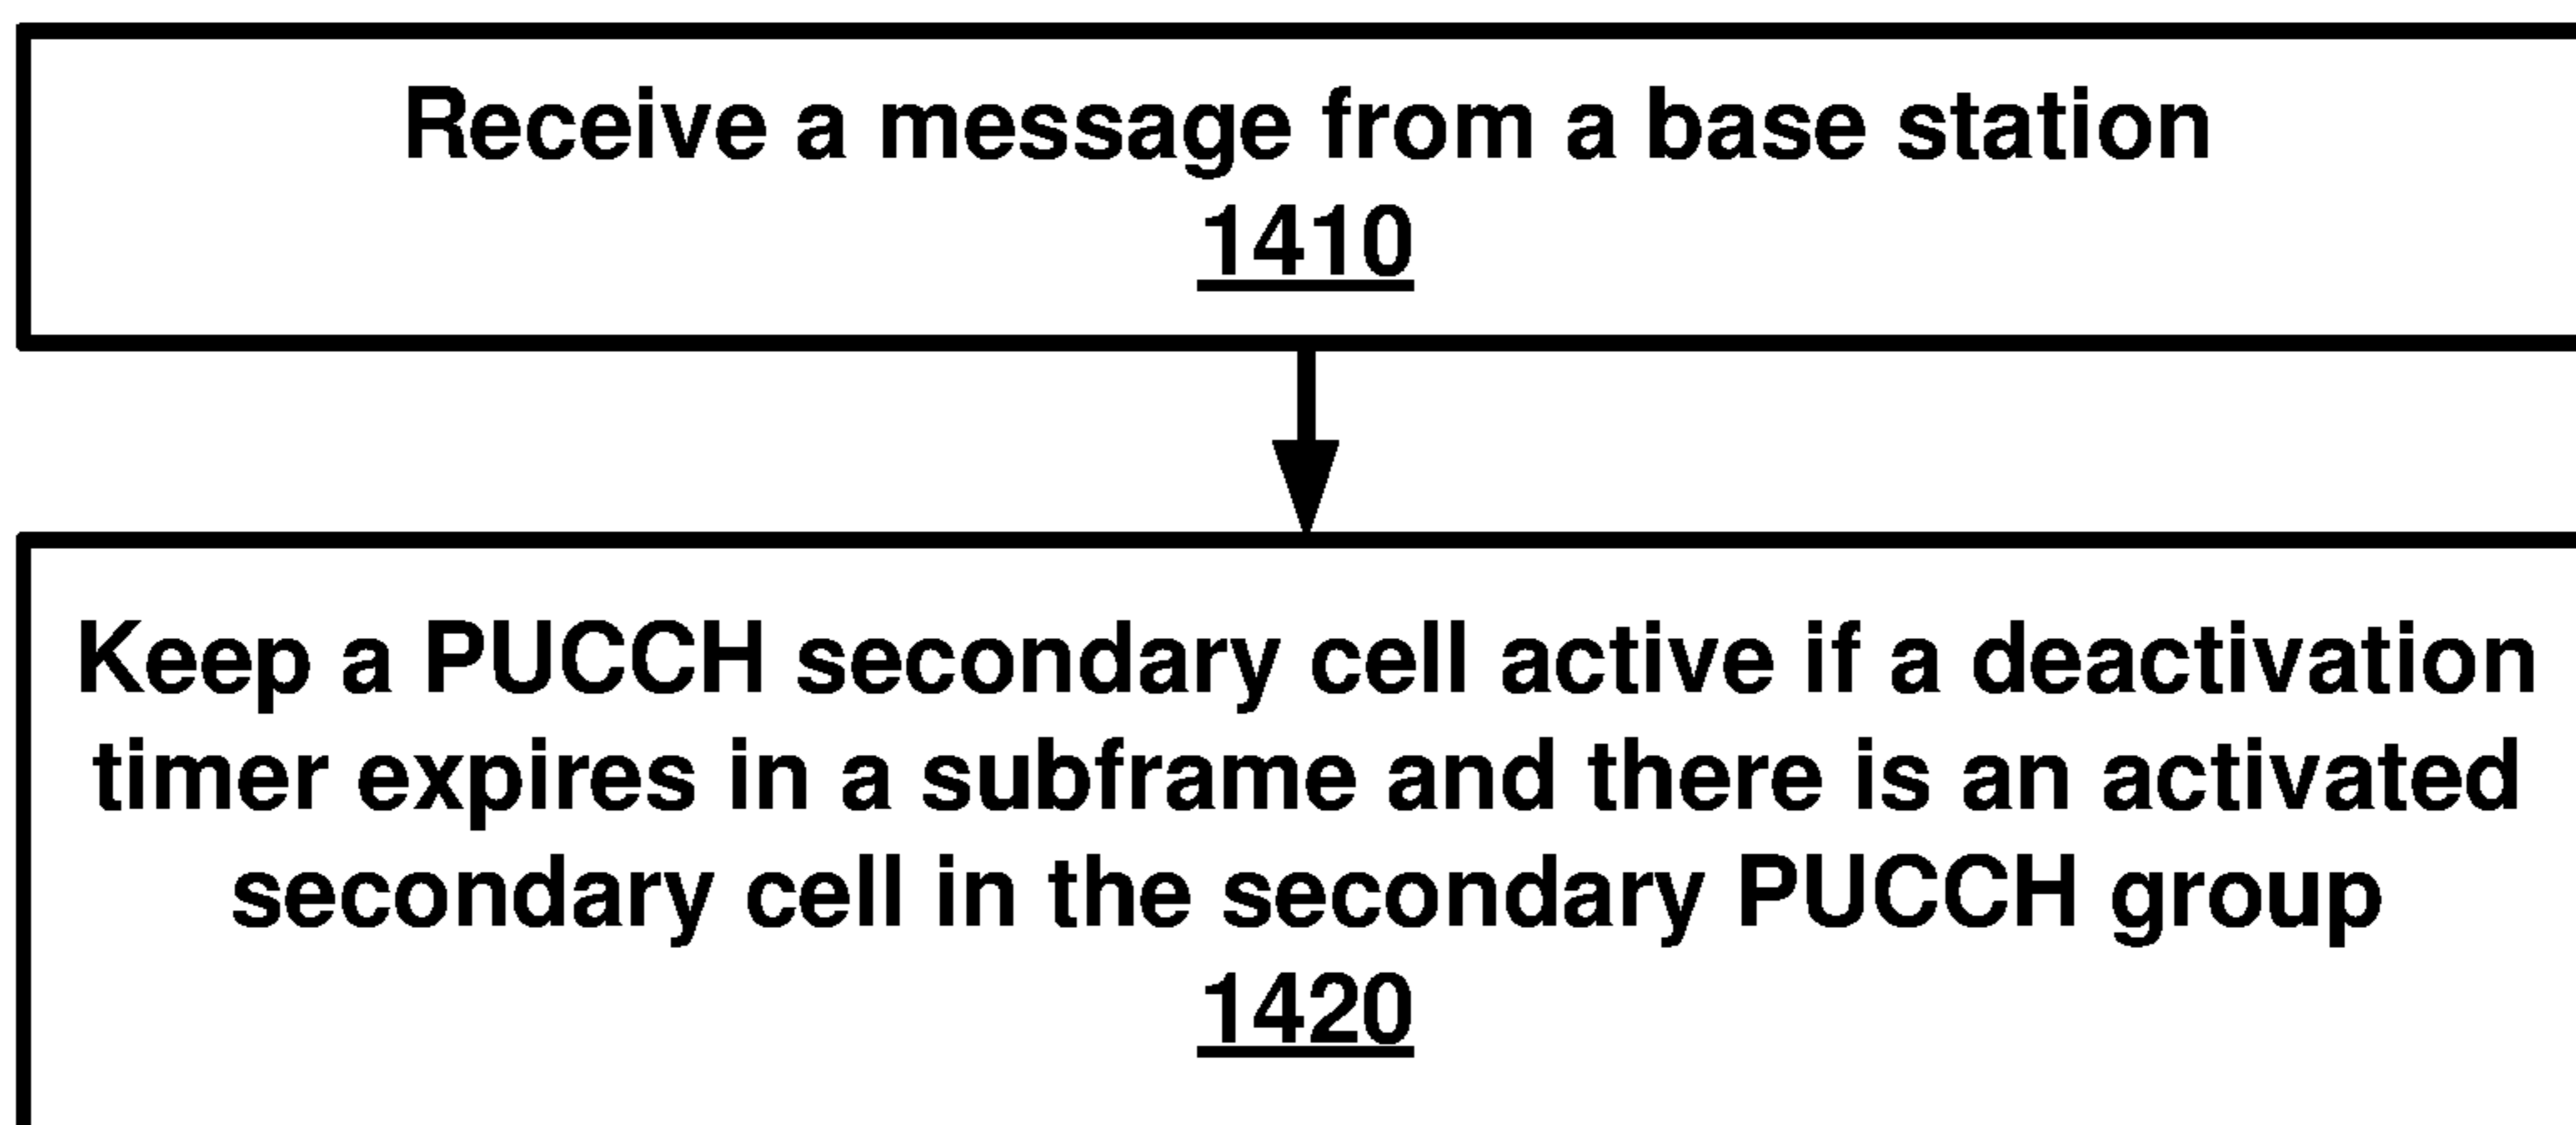 Receive a message from a base station
1410
Keep a PUCCH secondary cell active if a deactivation
timer expires in a subframe and there is an activated
secondary cell in the secondary PUCCH group
1420